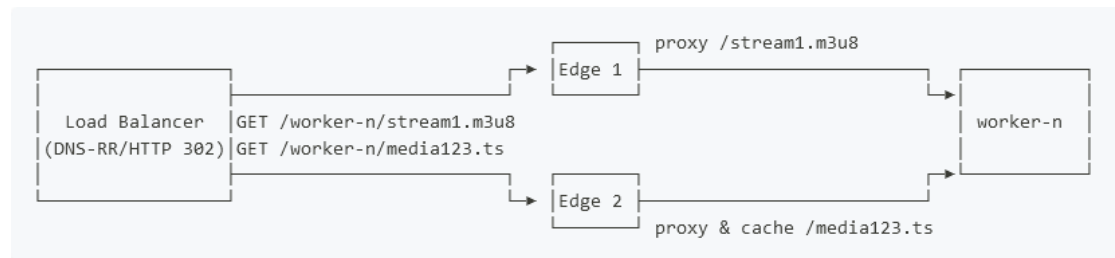 proxy /stream1.m3u8
Edge 1
Load Balancer
GET /worker-n/stream1.m3u8
worker-n
(DNS-RR/HTTP 302)
GET /worker-n/media123.ts
Edge 2
proxy & cache /media123.ts